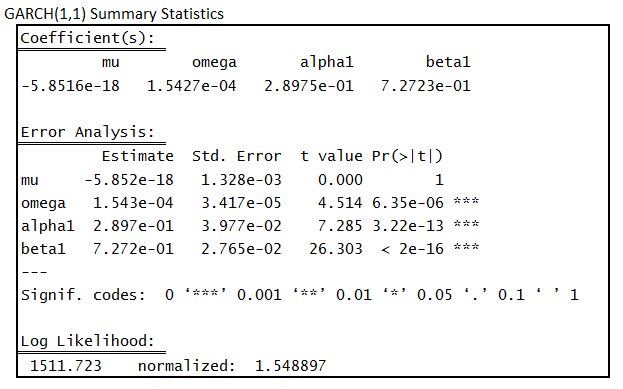 GARCH(1,1) Summary Statistics
Coefficient(s):
mu omega alpha1 beta1
-5.8516e-18 1.5427e-04 2.8975e-01 7.2723e-01
Error Analysis:
Estimate Std. Error t value Pr(>|t|)
mu -5.852e-18 1.328e-03 0.000 1
omega 1.543e-04 3.417e-05 4.514 6.35e-06 ***
alpha1 2.897e-01 3.977e-02 7.285 3.22e-13 ***
beta1 7.272e-01 2.765e-02 26.303 < 2e-16 ***
---
Signif. codes: 0 ‘***’ 0.001 ‘**’ 0.01 ‘*’ 0.05 ‘.’ 0.1 ‘ ’ 1
Log Likelihood:
1511.723 normalized: 1.548897